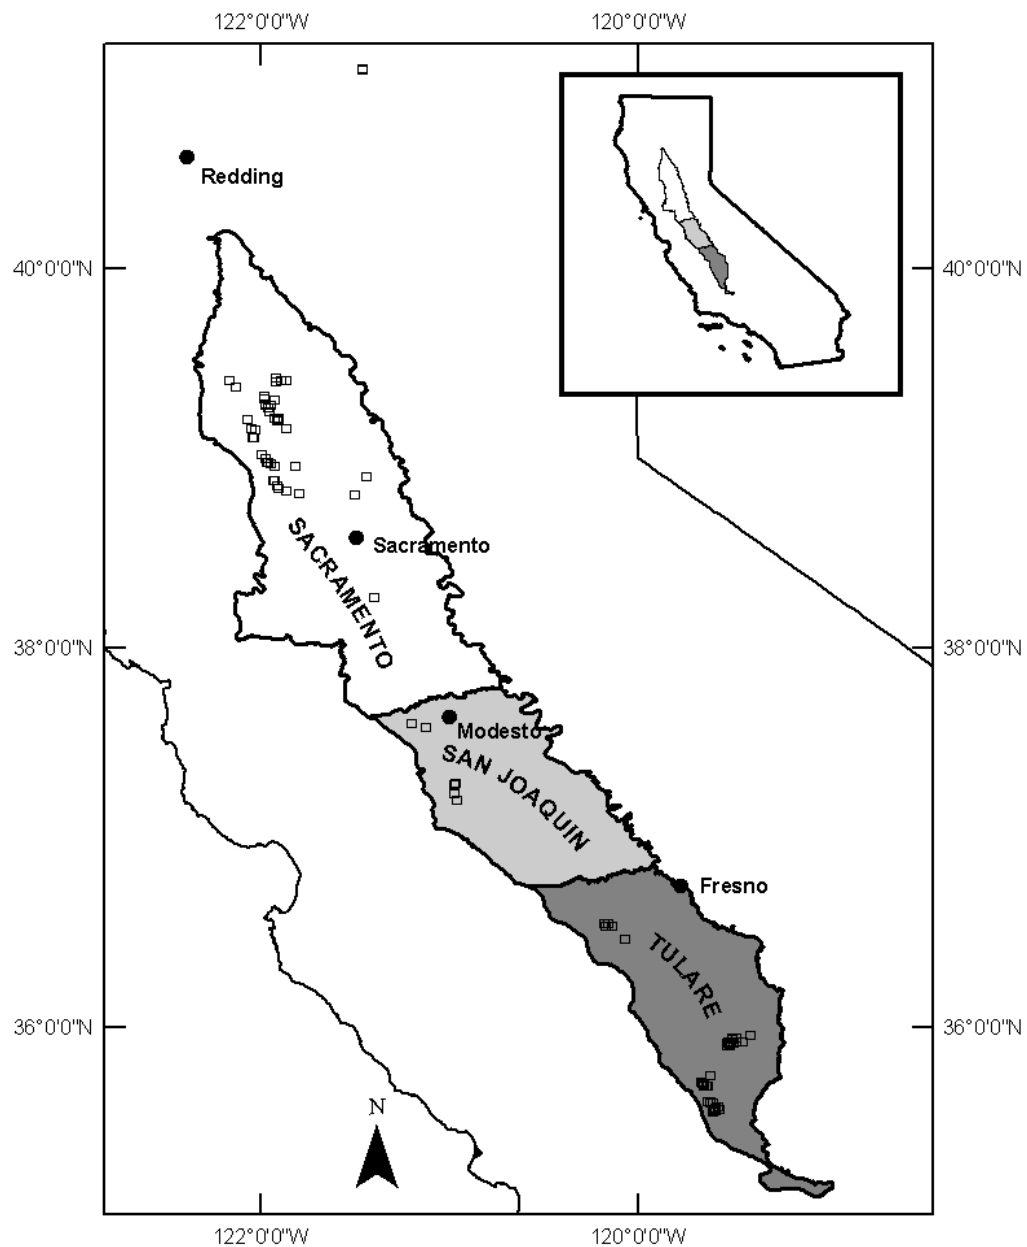 122°0'0"W 120°0'0"W
Redding
40°0'0"N 40°0'0"N
Sacramento
SACRAMENTO
38°0'0"N 38°0'0"N
Modesto
SAN JOAQUIN
Fresno
TULARE
36°0'0"N 36°0'0"N
N
122°0'0"W 120°0'0"W